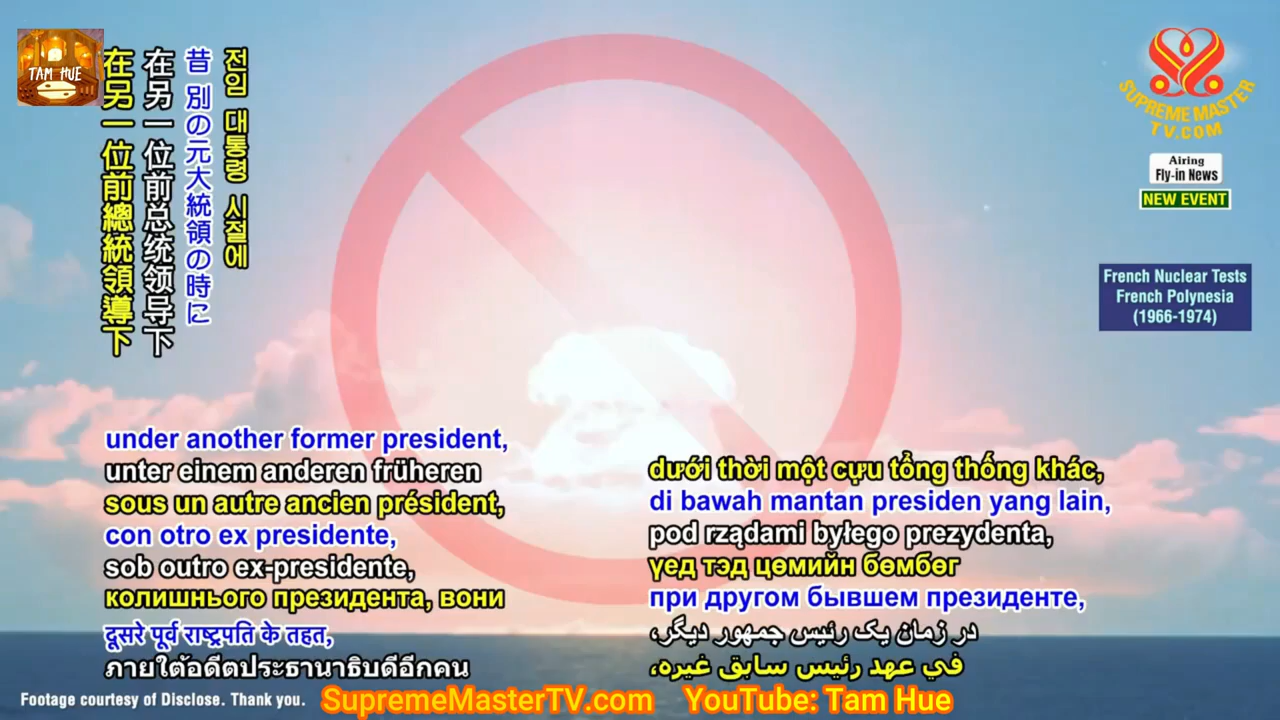 TAM HUE
在另一位前總統領導下
在另一位前总统领导下
昔 別の元大統領の時に
전임 대통령 시절에
SUPREME MASTER
TV.COM
Airing
Fly-in News
NEW EVENT
French Nuclear Tests
French Polynesia
(1966-1974)
under another former president,
unter einem anderen früheren
sous un autre ancien président,
con otro ex presidente,
sob outro ex-presidente,
колишнього президента, вони
दूसरे पूर्व राष्ट्रपति के तहत,
ภายใต้อดีตประธานาธิบดีอีกคน
dưới thời một cựu tổng thống khác,
di bawah mantan presiden yang lain,
pod rządami byłego prezydenta,
үед тэд цөмийн бөмбөг
при другом бывшем президенте,
در زمان یک رئیس جمهور دیگر،
في عهد رئيس سابق غيره،
Footage courtesy of Disclose. Thank you.
SupremeMasterTV.com YouTube: Tam Hue